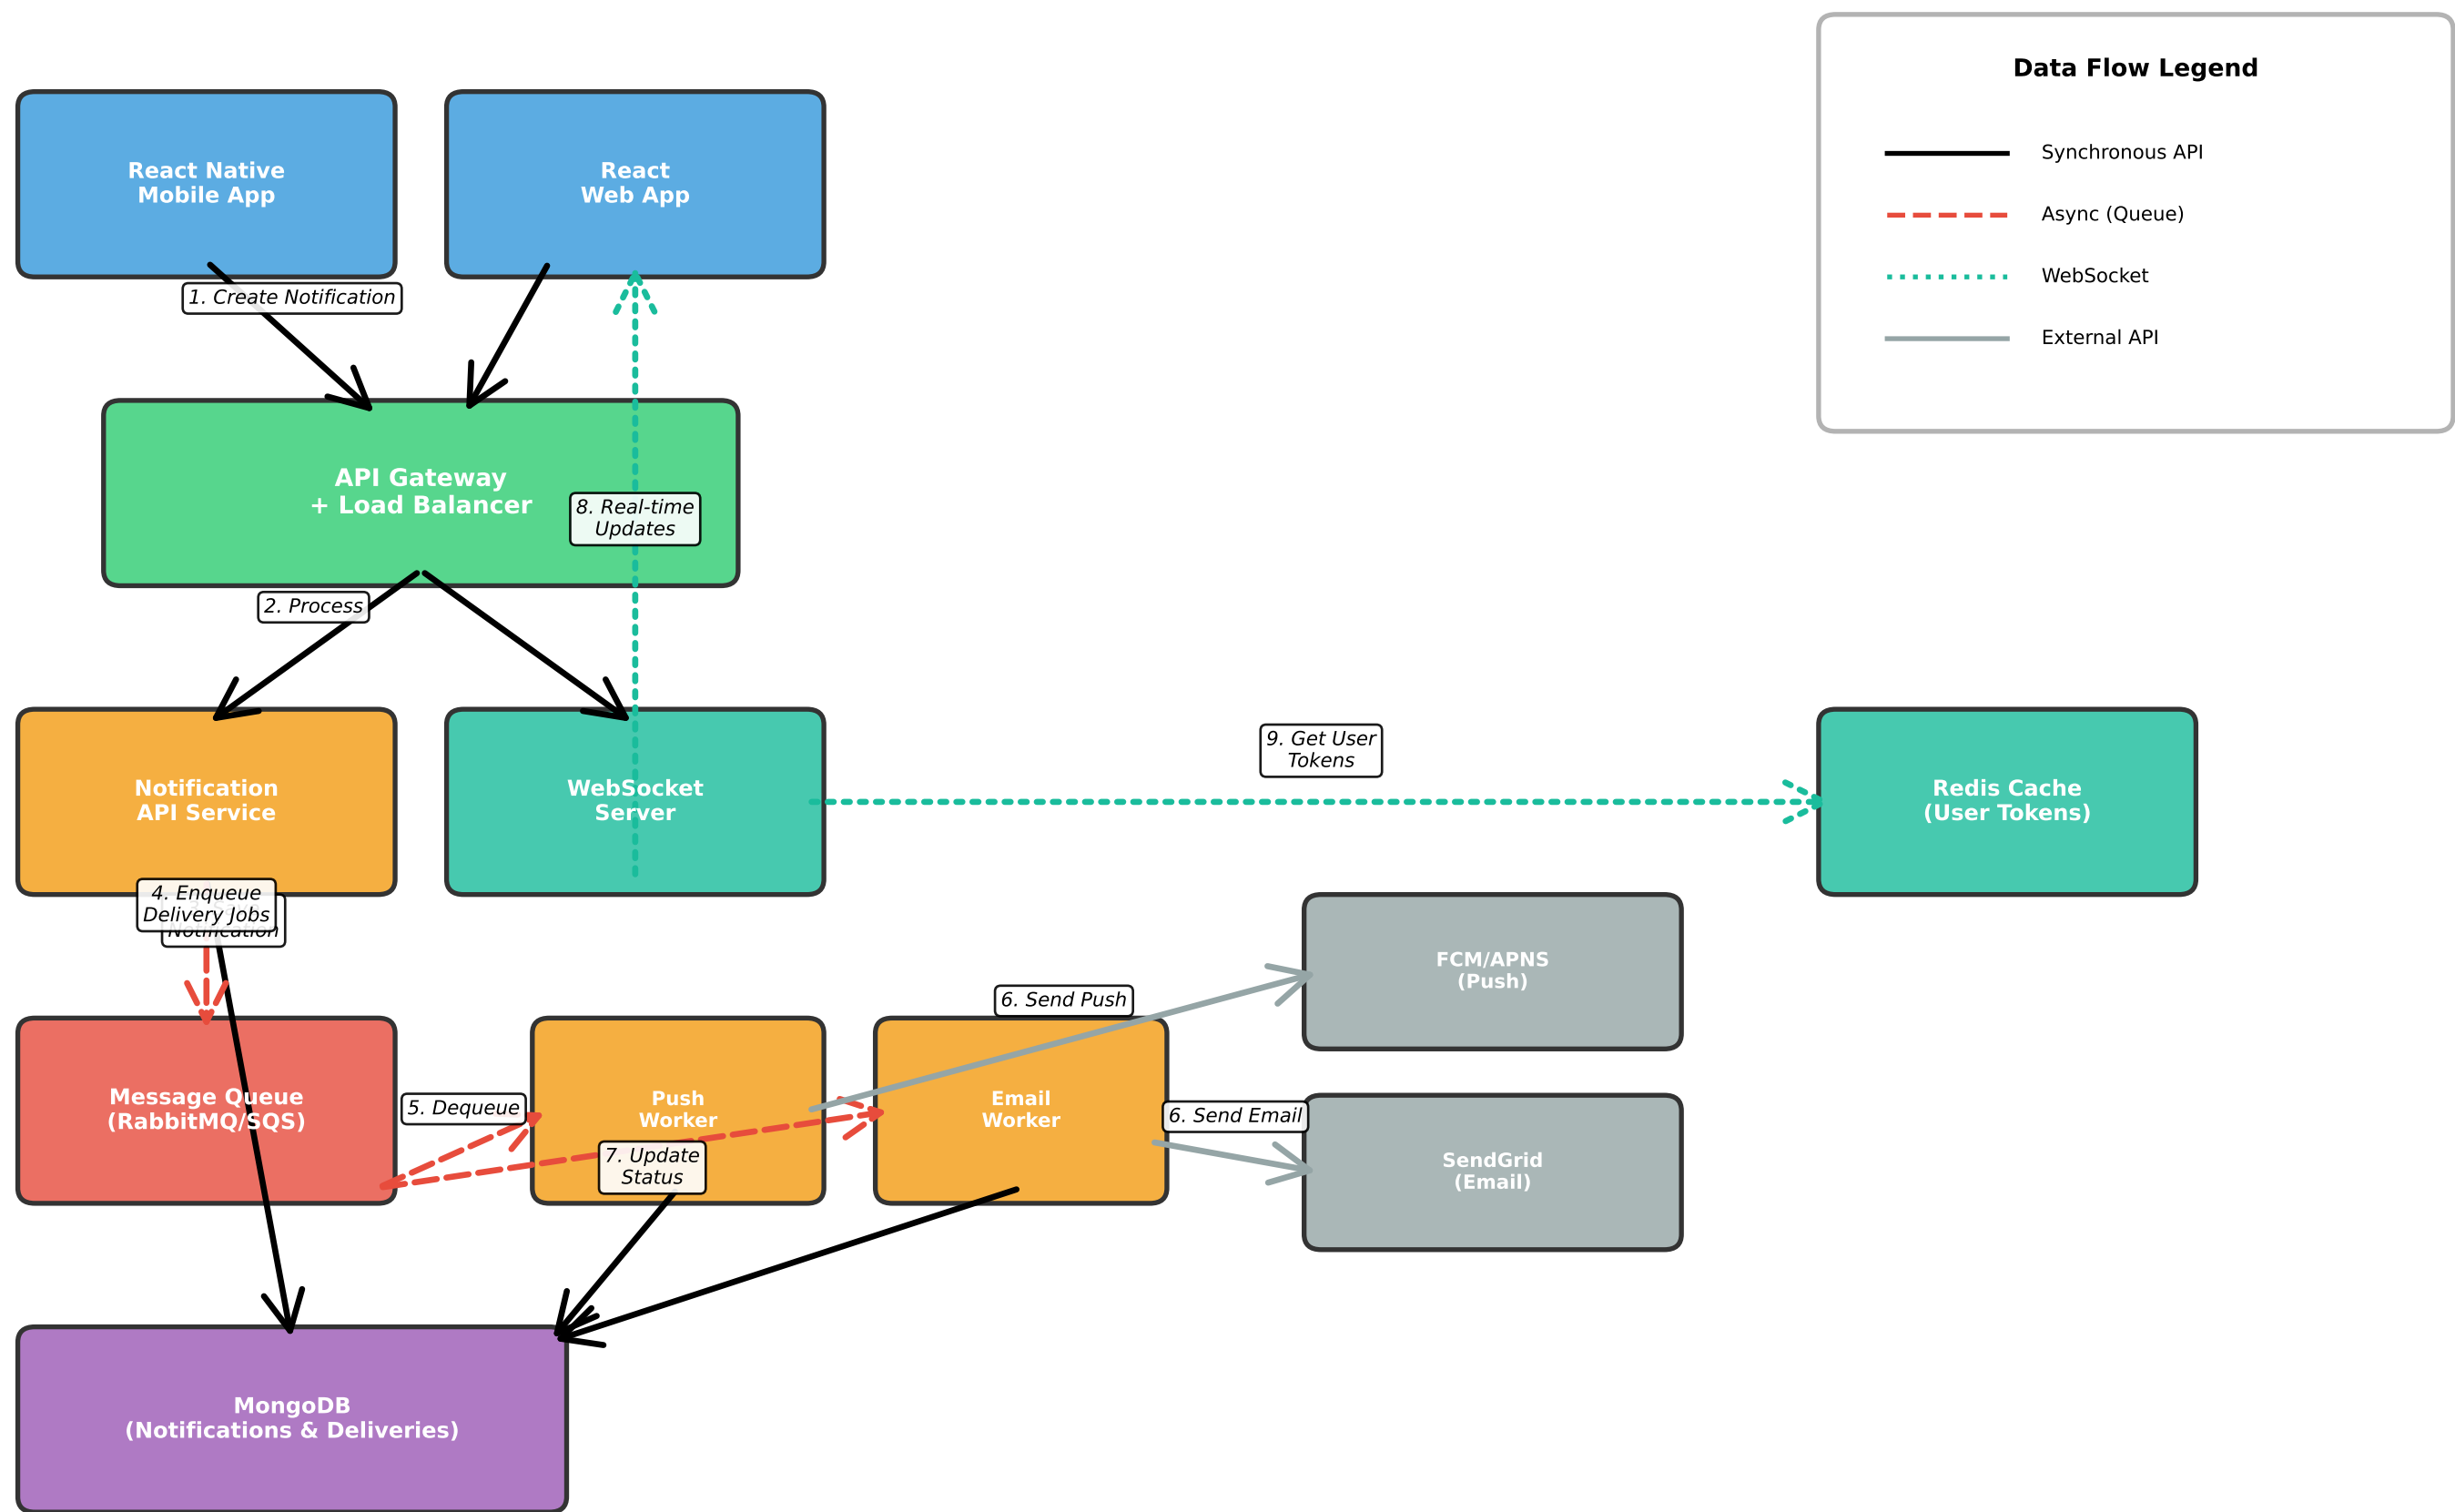 Data Flow Legend
Synchronous API
Async (Queue)
WebSocket
External API
React Native
Mobile App
React
Web App
1. Create Notification
API Gateway
+ Load Balancer
8. Real-time
Updates
2. Process
Notification
API Service
WebSocket
Server
9. Get User
Tokens
Redis Cache
(User Tokens)
4. Enqueue
Delivery Jobs
Notification
FCM/APNS
(Push)
6. Send Push
Message Queue
(RabbitMQ/SQS)
5. Dequeue
Push
Worker
Email
Worker
6. Send Email
7. Update
Status
SendGrid
(Email)
MongoDB
(Notifications & Deliveries)